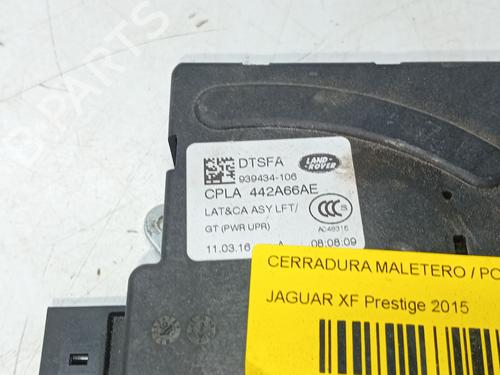 DTSFA
939434-106
LAND-
ROVER
CPLA 442A66AE
LAT&CA ASY LFT/
GT (PWR UPR)
S
AC48316
11.03.16 A 08:08:09
CERRADURA MALETERO / PO
JAGUAR XF Prestige 2015
B PARTS